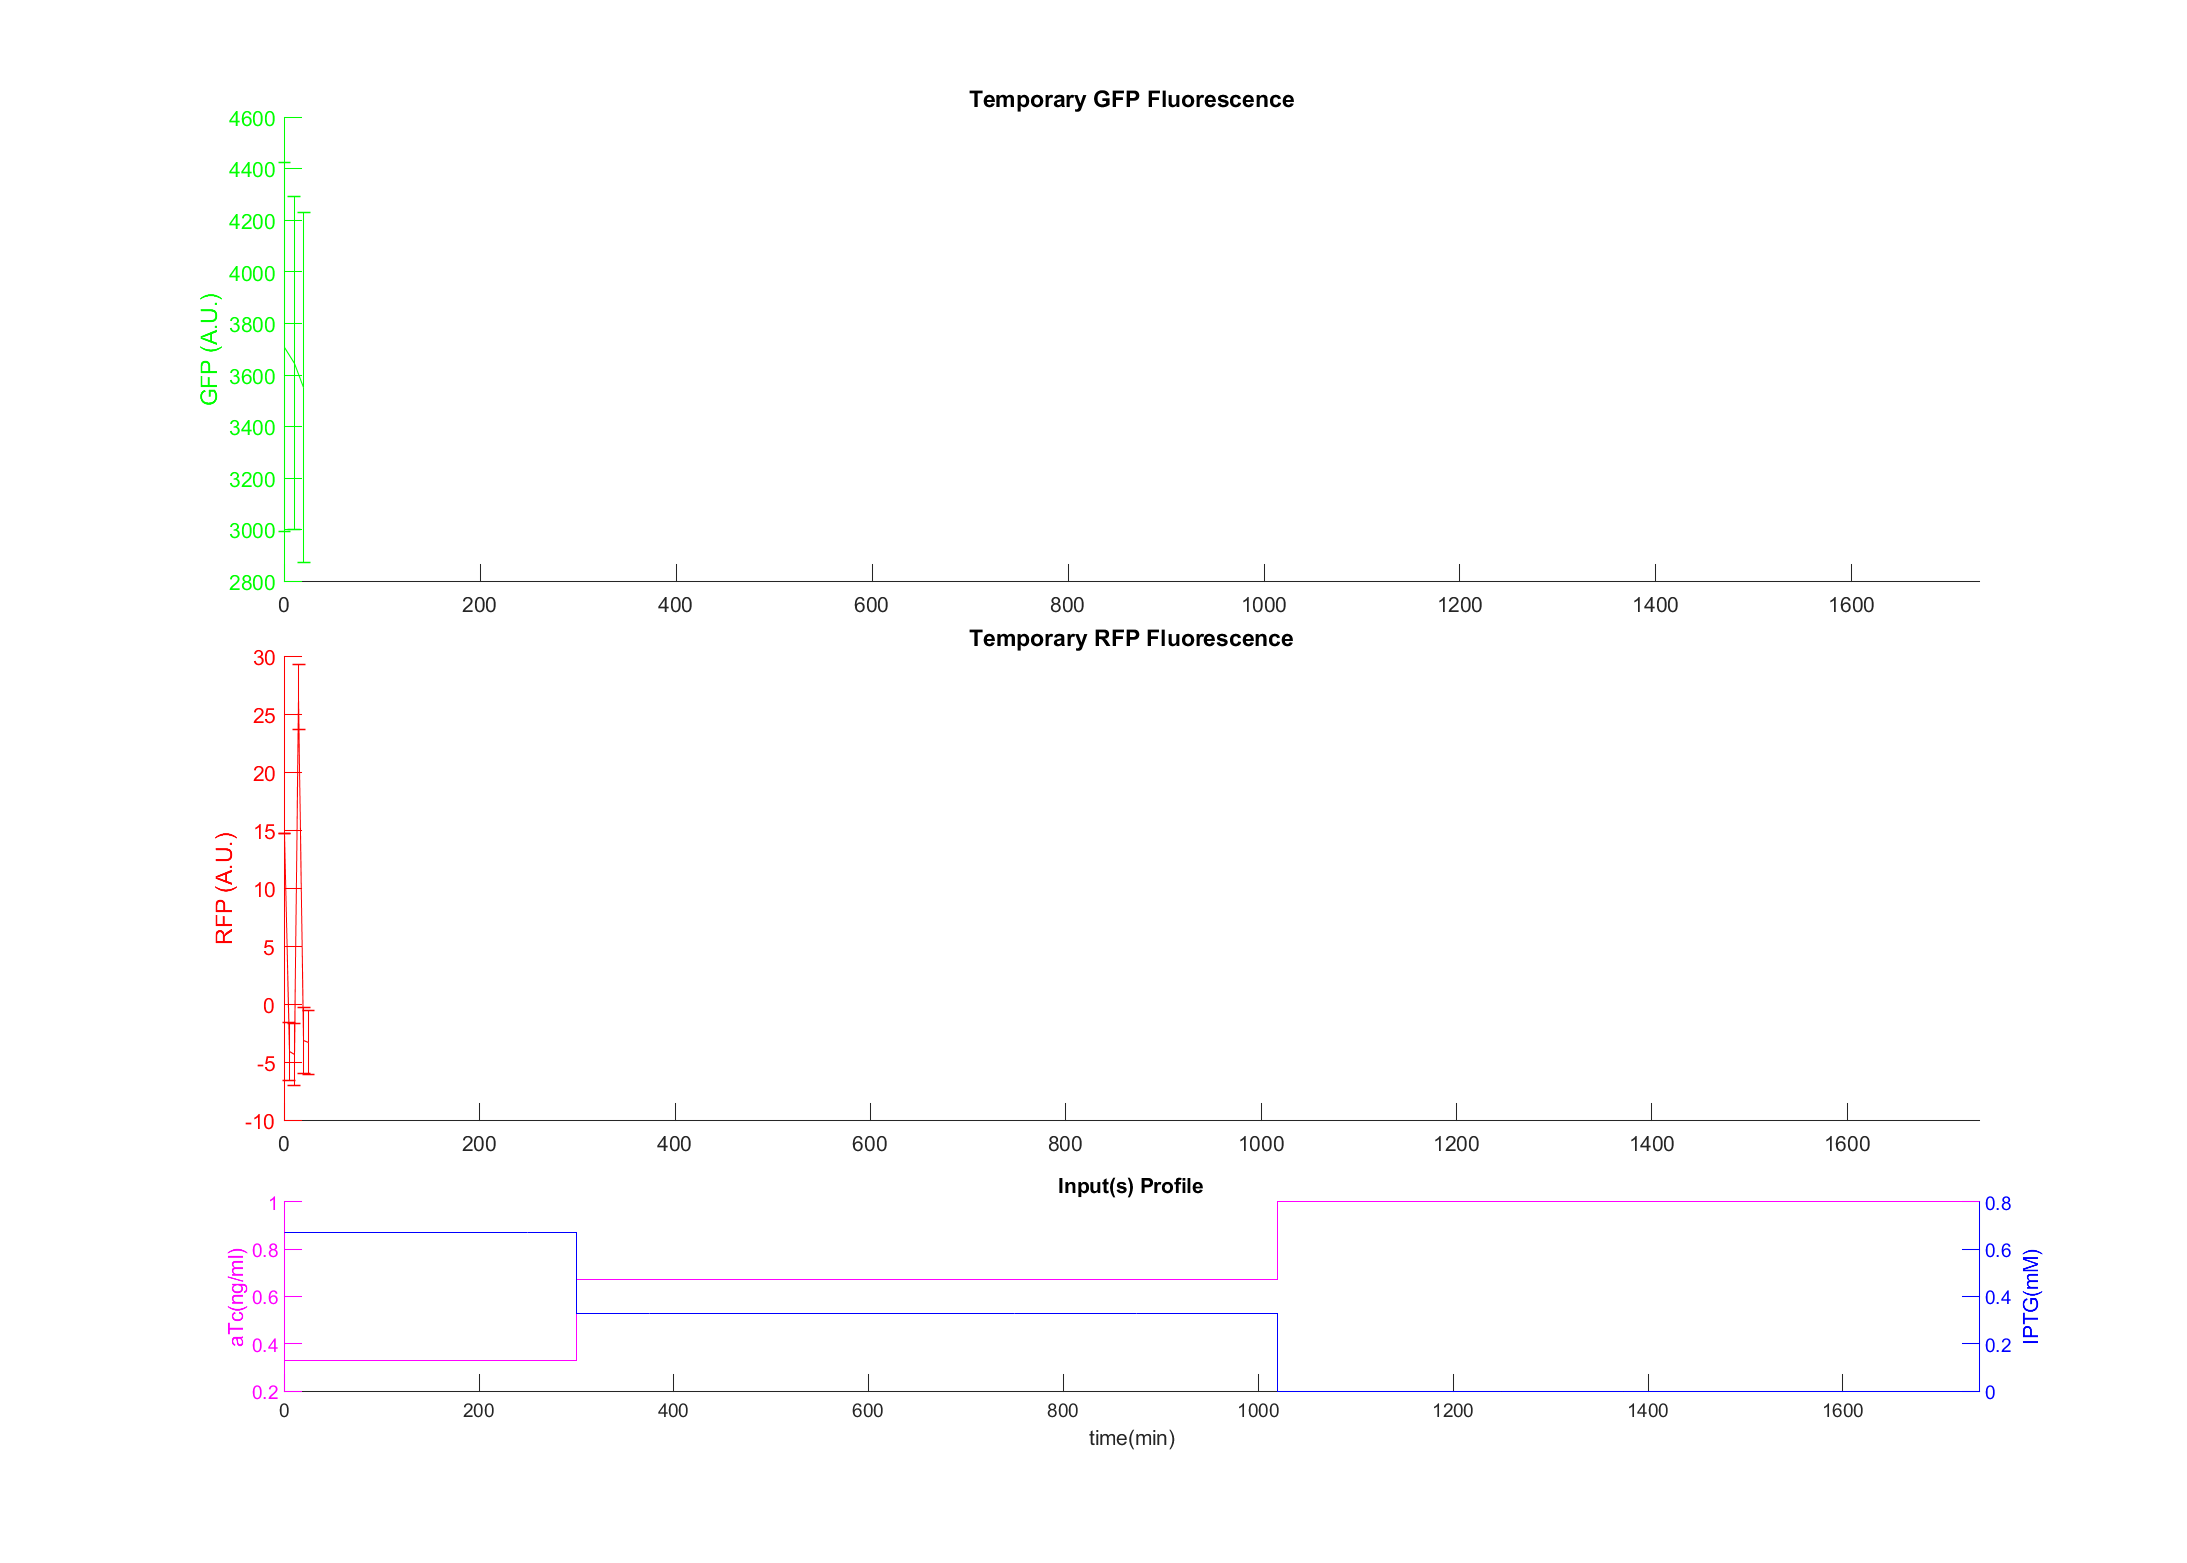 Temporary GFP Fluorescence
GFP (A.U.)
4600
4400
4200
4000
3800
3600
3400
3200
3000
2800
0 200 400 600 800 1000 1200 1400 1600
Temporary RFP Fluorescence
RFP (A.U.)
30
25
20
15
10
5
0
-5
-10
0 200 400 600 800 1000 1200 1400 1600
Input(s) Profile
aTc(ng/ml)
1
0.8
0.6
0.4
0.2
0.8
0.6
0.4
0.2
0
IPTG(mM)
0 200 400 600 800 1000 1200 1400 1600
time(min)